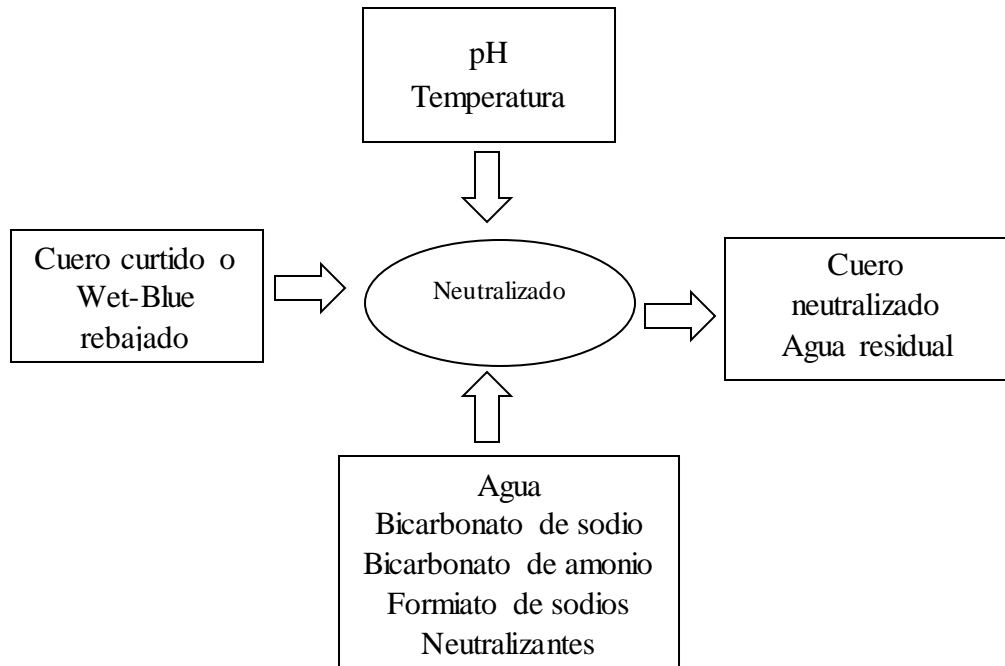 pH
Temperatura
Cuero curtido o
Wet-Blue
rebajado
Neutralizado
Cuero
neutralizado
Agua residual
Agua
Bicarbonato de sodio
Bicarbonato de amonio
Formiato de sodios
Neutralizantes